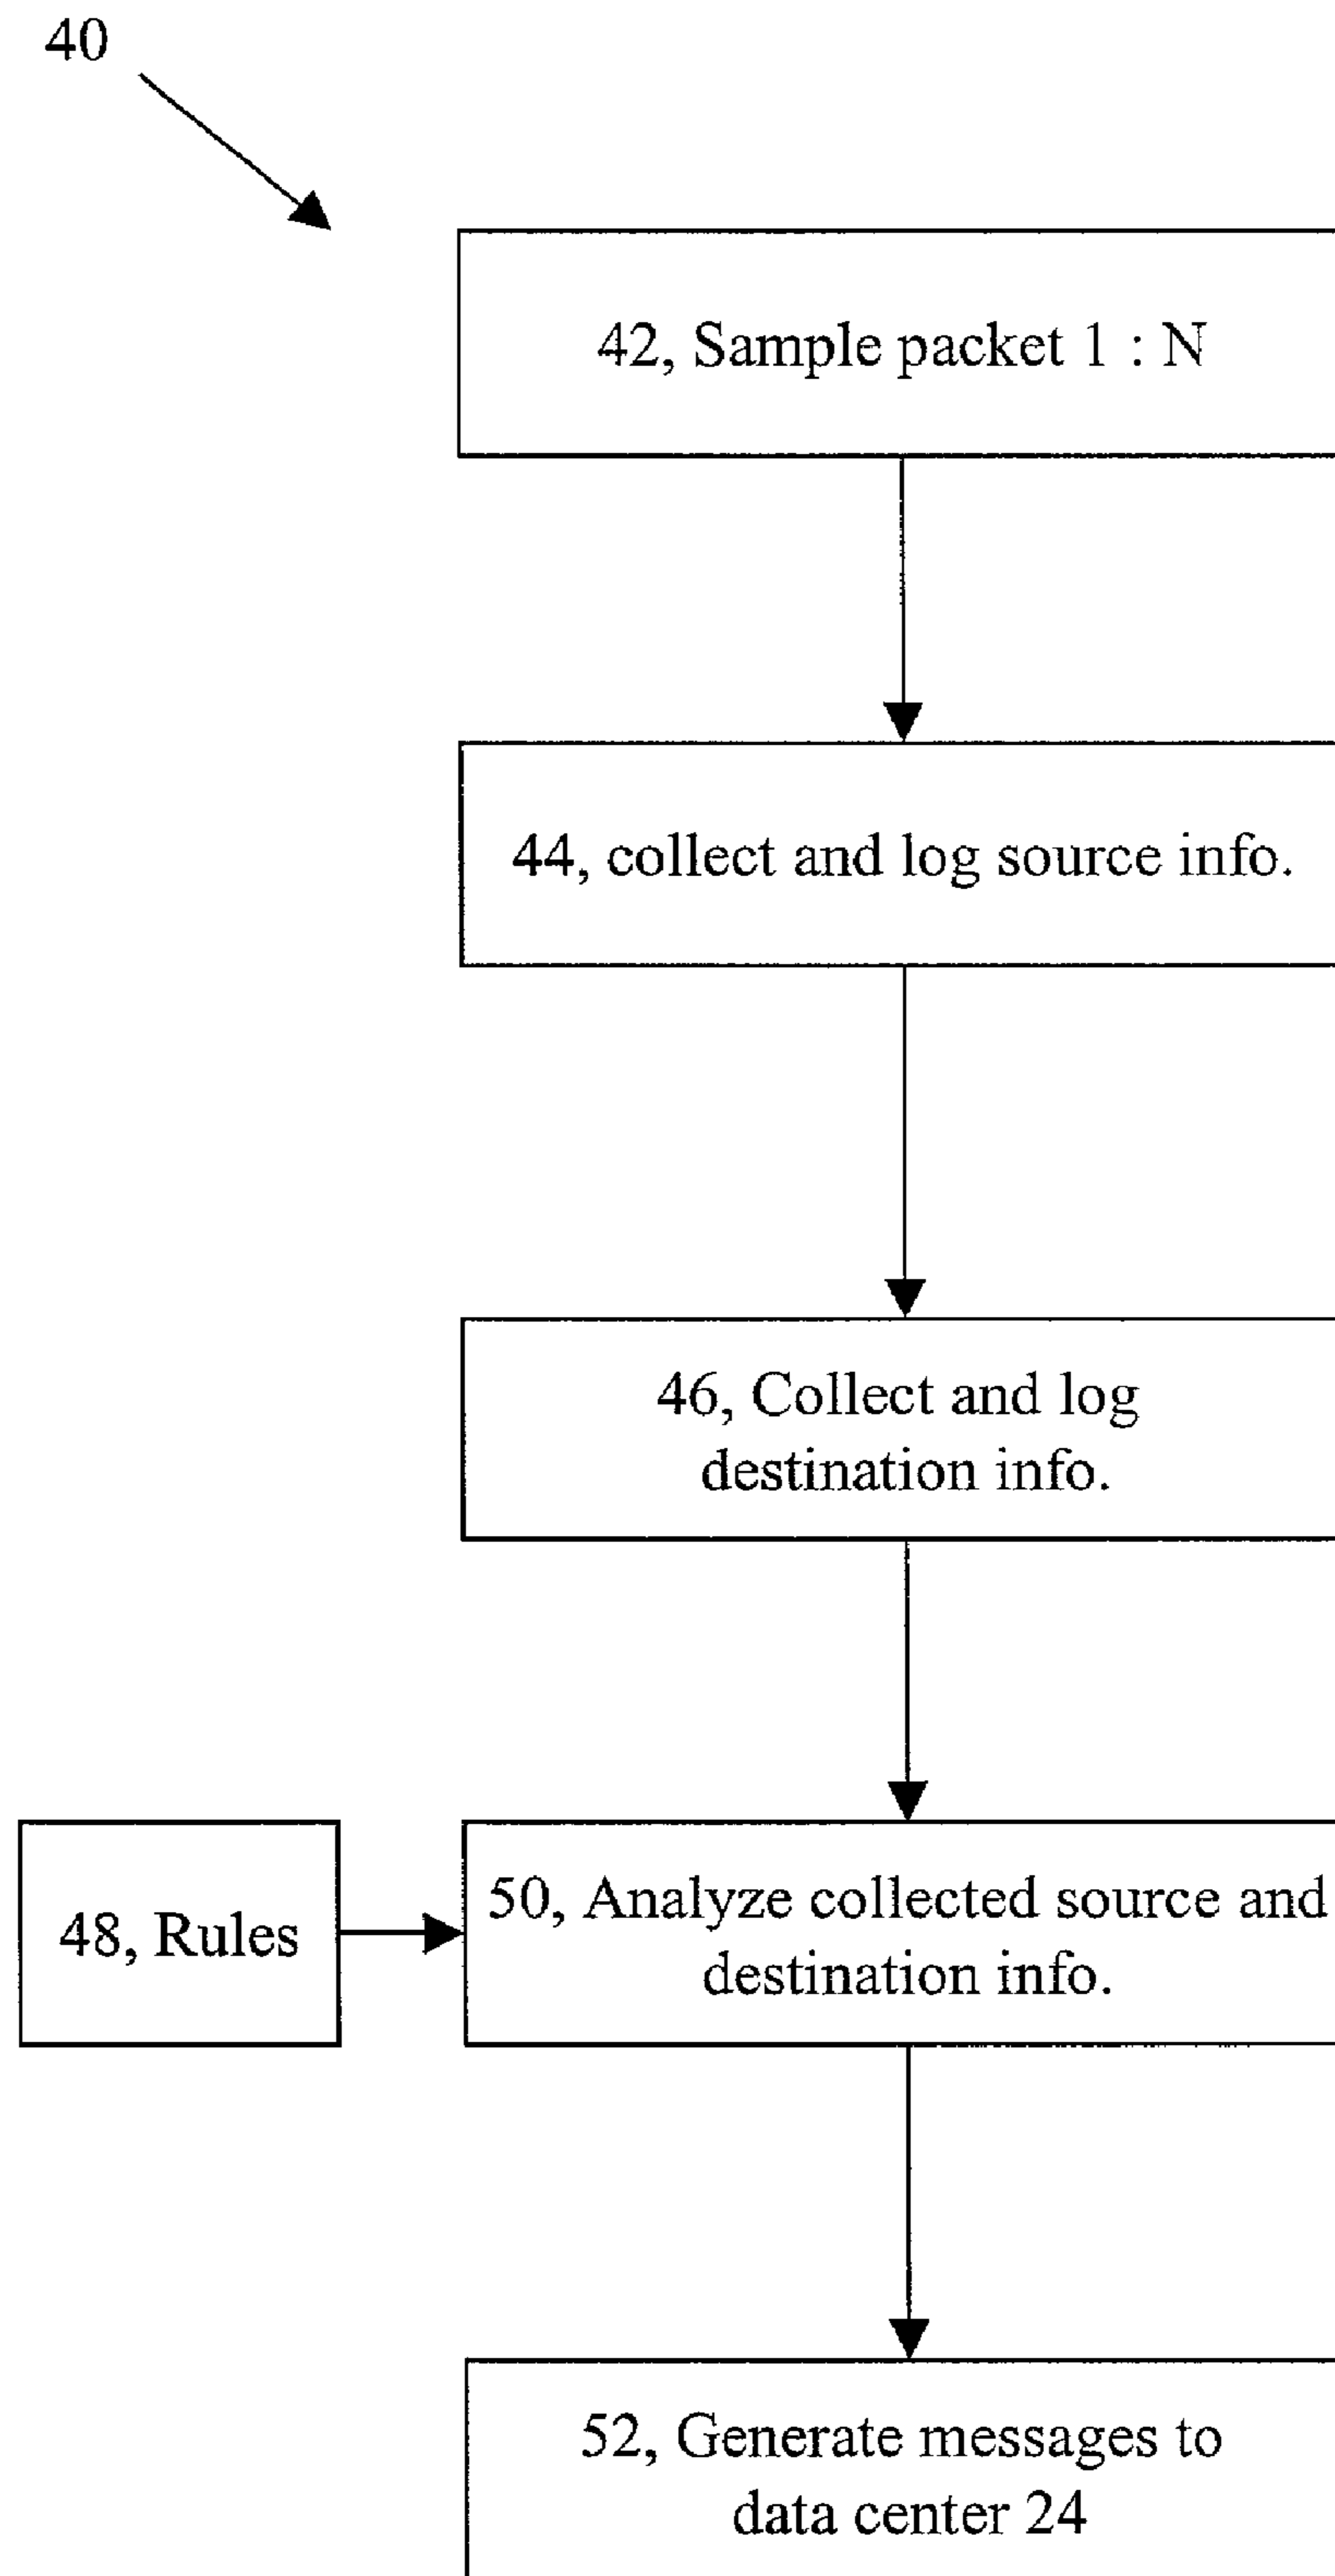 40
42, Sample packet 1 : N
44, collect and log source info.
46, Collect and log
destination info.
48, Rules
50, Analyze collected source and
destination info.
52, Generate messages to
data center 24